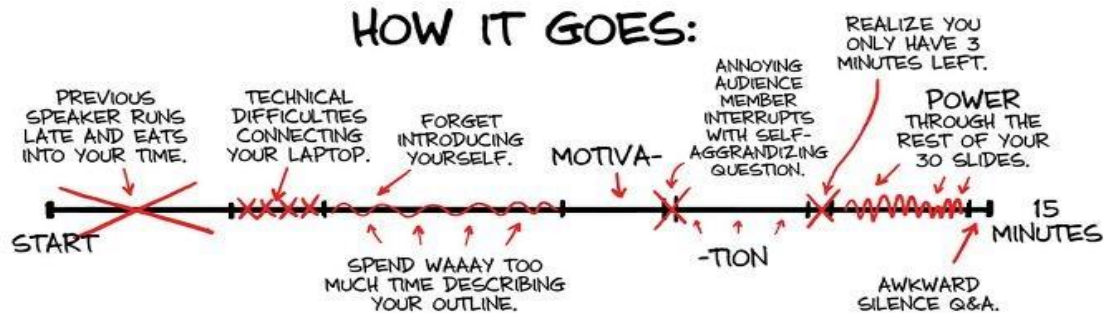 HOW IT GOES:
PREVIOUS
SPEAKER RUNS
LATE AND EATS
INTO YOUR TIME.
TECHNICAL
DIFFICULTIES
CONNECTING
YOUR LAPTOP.
FORGET
INTRODUCING
YOURSELF.
SPEND WAAAY TOO
MUCH TIME DESCRIBING
YOUR OUTLINE.
MOTIVA-
ANNOYING
AUDIENCE
MEMBER
INTERRUPTS
WITH SELF-
AGGRANDIZING
QUESTION.
-TION
REALIZE YOU
ONLY HAVE 3
MINUTES LEFT.
POWER
THROUGH THE
REST OF YOUR
30 SLIDES.
AWKWARD
SILENCE Q&A.
START
15
MINUTES